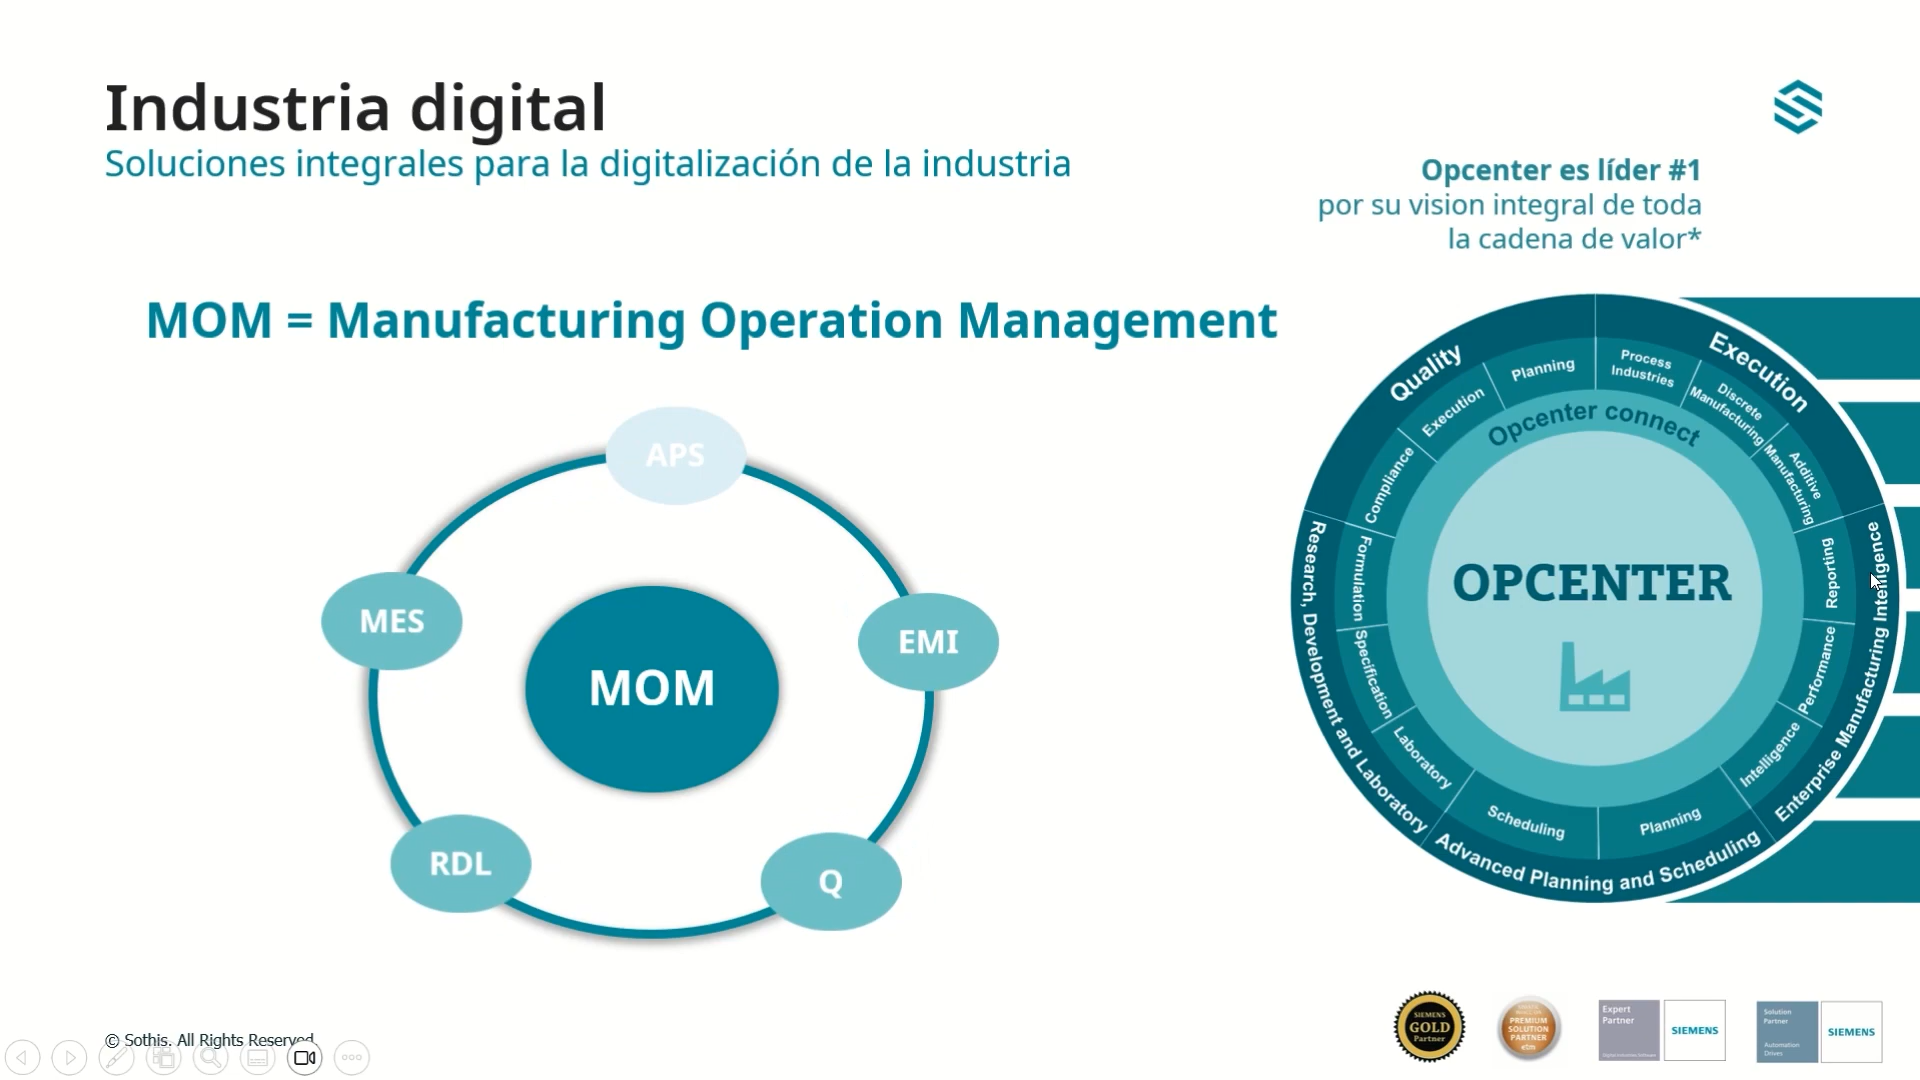 Industria digital
Soluciones integrales para la digitalización de la industria
Opcenter es líder #1
por su vision integral de toda
la cadena de valor*
MOM = Manufacturing Operation Management
APS
MES
EMI
MOM
RDL
Q
Quality
Execution
Planning
Execution
Compliance
Process
Industries
Discrete
Manufacturing
Additive
Manufacturing
Opcenter connect
OPCENTER
Research, Development and Laboratory
Formulation
Specification
Laboratory
Enterprise Manufacturing Intelligence
Reporting
Performance
Intelligence
Advanced Planning and Scheduling
Scheduling
Planning
© Sothis. All Rights Reserved
SIEMENS
GOLD
Partner
PREMIUM
SOLUTION
PARTNER
Expert
Partner
SIEMENS
Solution
Partner
Automation
Drives
SIEMENS